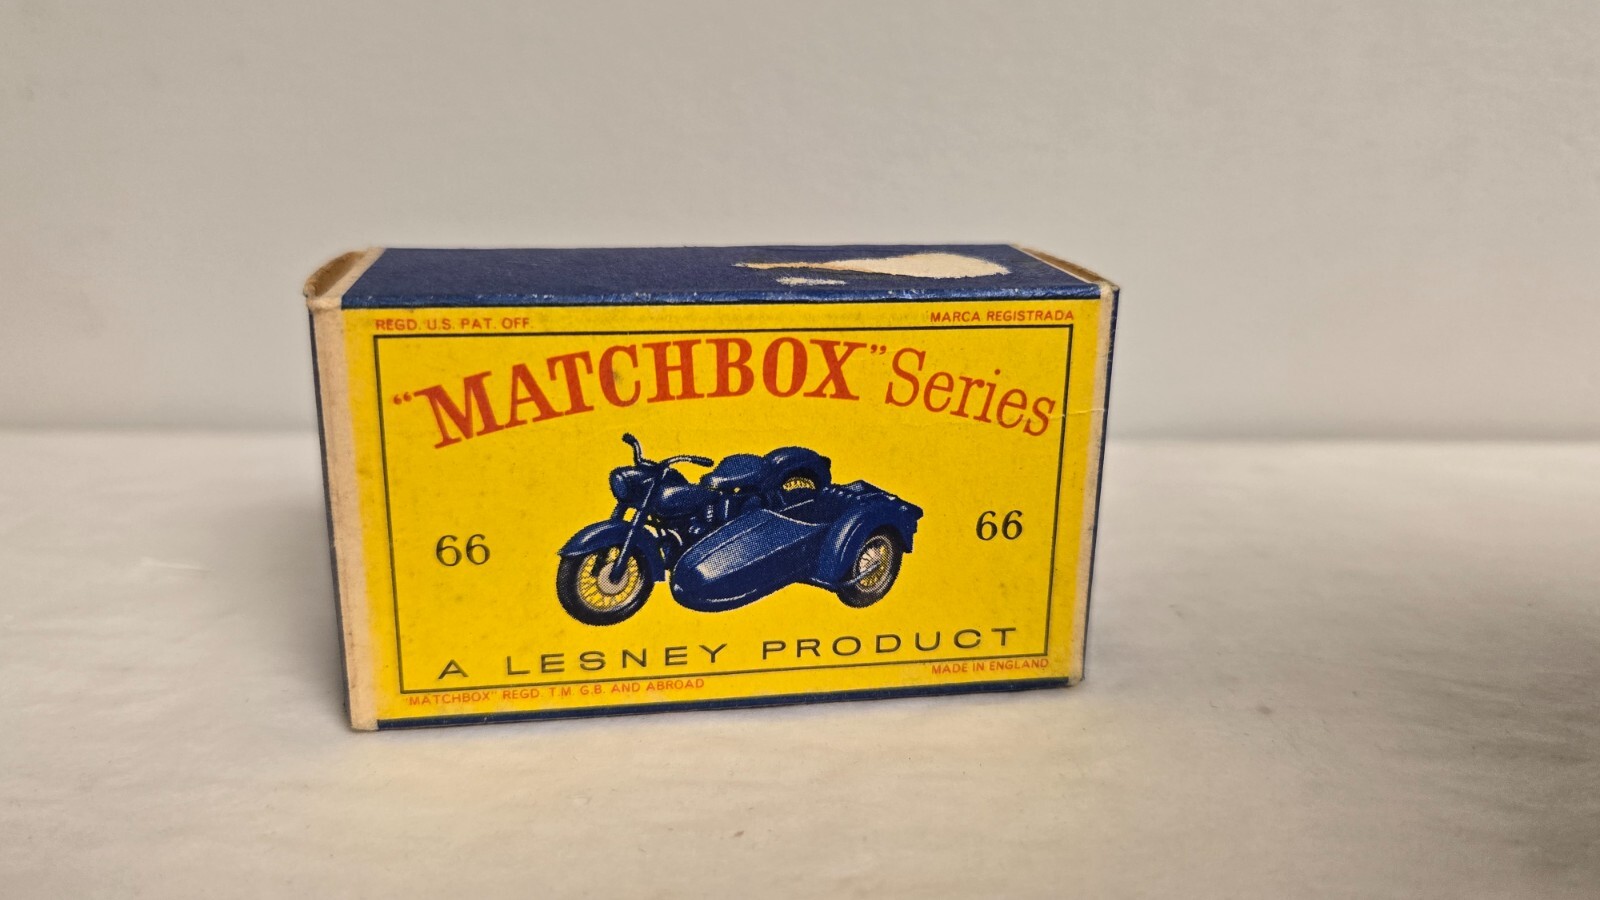 REGD. U.S. PAT. OFF. MARCA REGISTRADA
"MATCHBOX" Series
66 66
A LESNEY PRODUCT
"MATCHBOX" REGD. T.M. G.B. AND ABROAD MADE IN ENGLAND